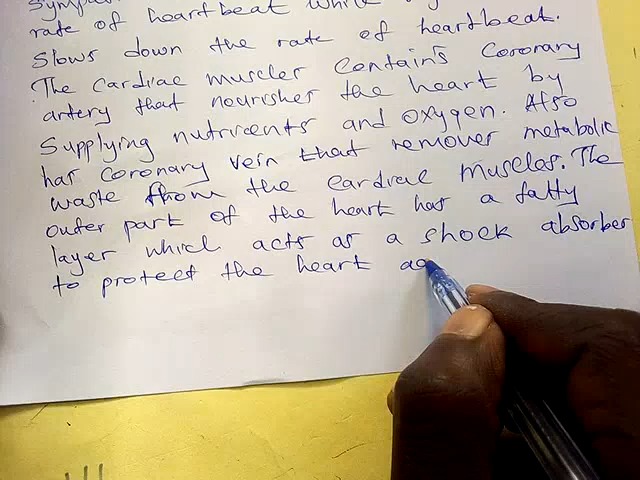 rate of heartbeat while
Slows down the rate of heartbeat.
The Cardiac muscles contains Coronary
artery that nourishes the heart by
Supplying nutrients and oxygen. Also
has Coronary vein that removes metabolic
waste from the cardiac muscles. The
outer part of the heart has a fatty
layer which acts as a shock absorber
to protect the heart ag